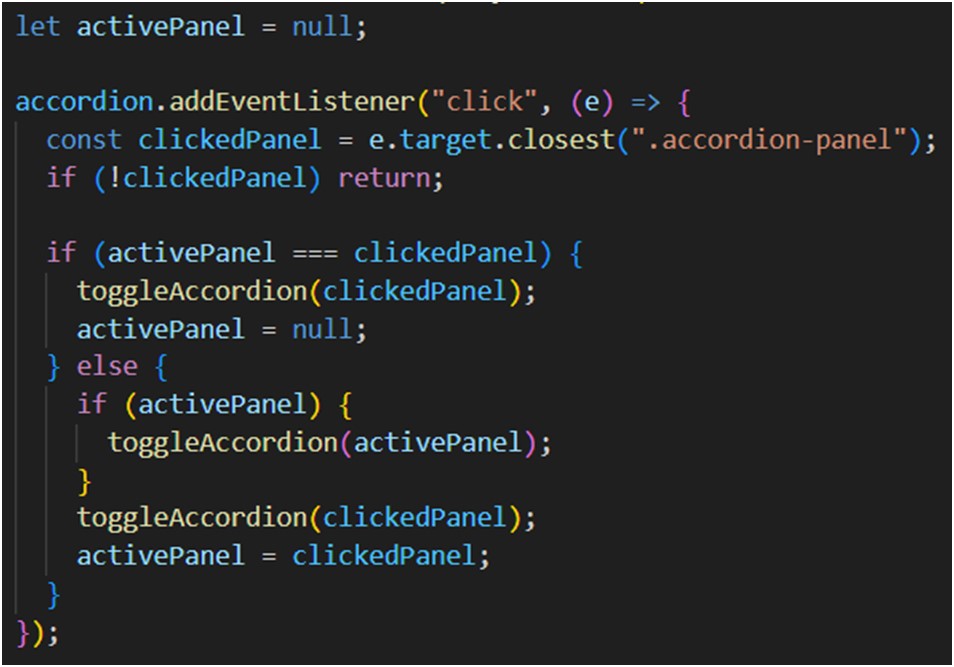 let activePanel = null;
accordion.addEventListener("click", (e) => {
const clickedPanel = e.target.closest(".accordion-panel");
if (!clickedPanel) return;
if (activePanel === clickedPanel) {
toggleAccordion(clickedPanel);
activePanel = null;
} else {
if (activePanel) {
toggleAccordion(activePanel);
}
toggleAccordion(clickedPanel);
activePanel = clickedPanel;
}
});